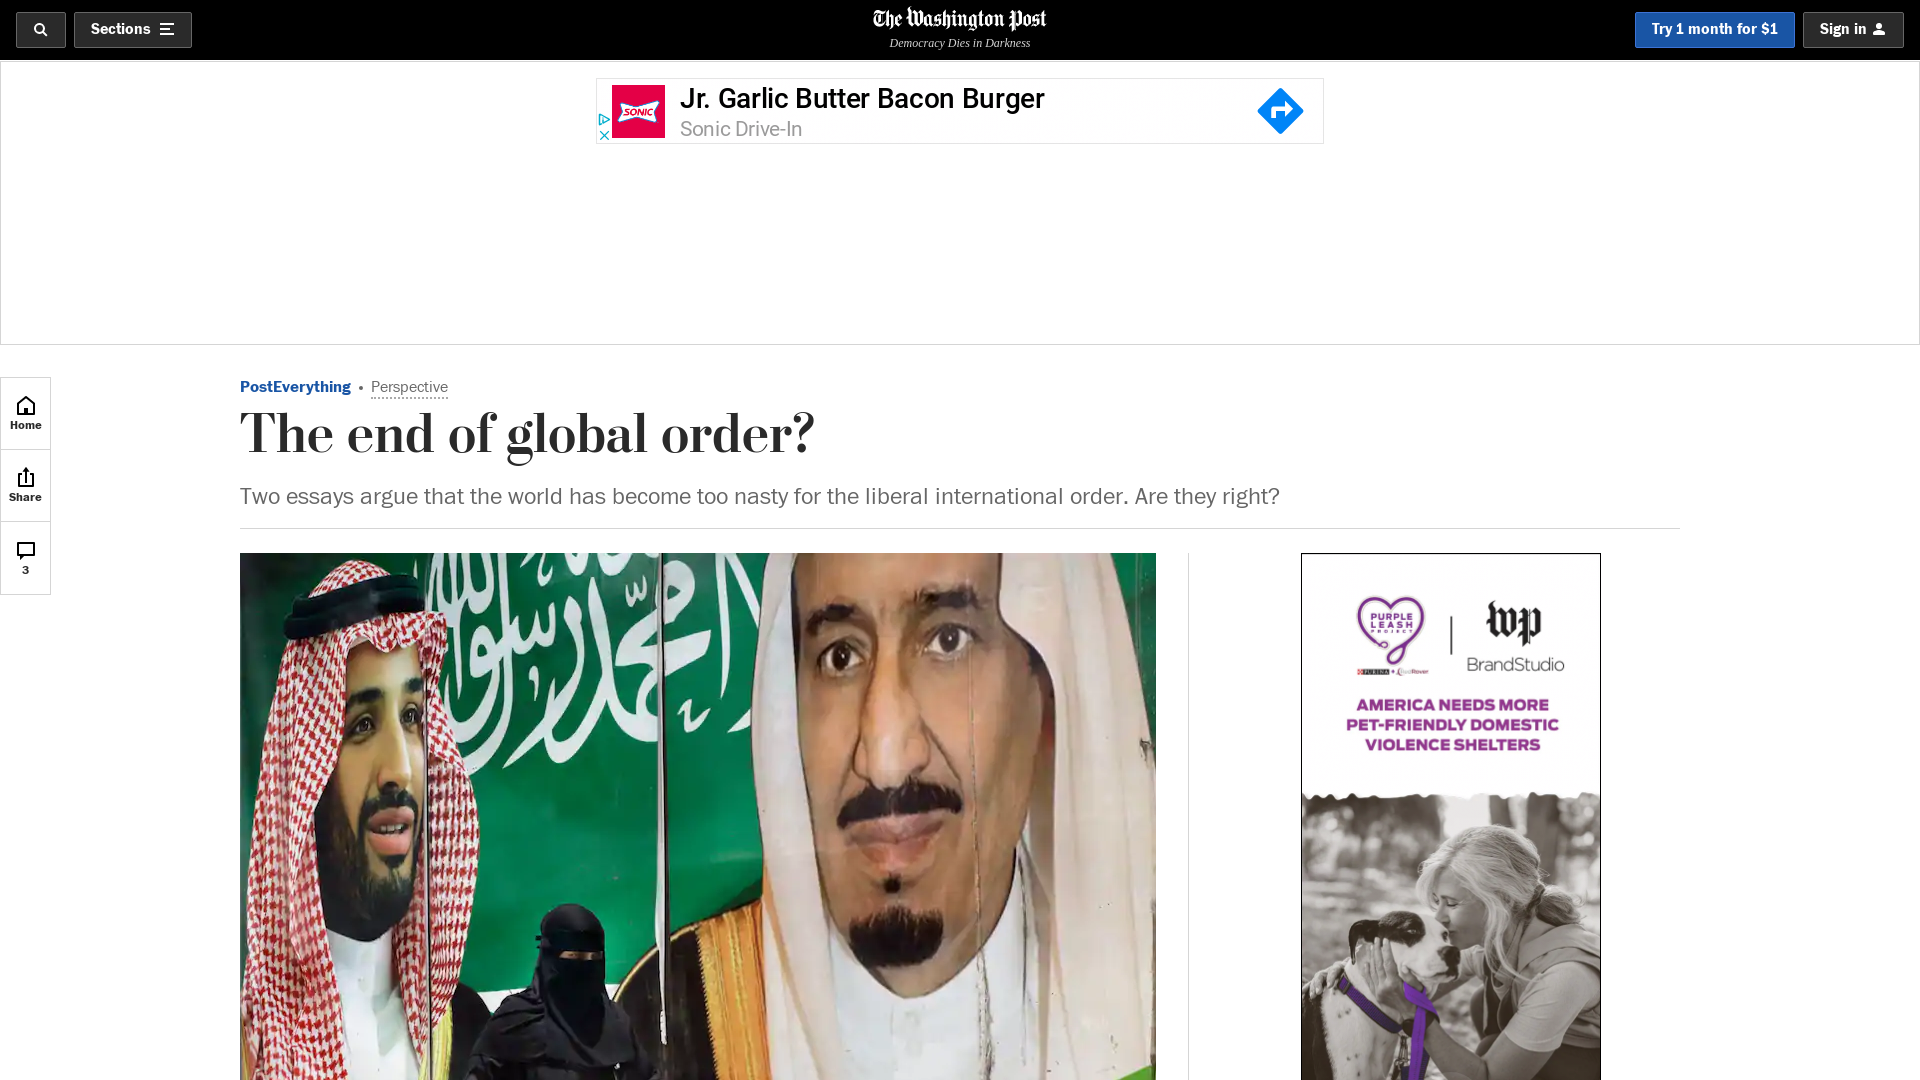 Sections
The Washington Post
Democracy Dies in Darkness
Try 1 month for $1
Sign in
SONIC
Jr. Garlic Butter Bacon Burger
Sonic Drive-In
Home
Share
3
PostEverything • Perspective
The end of global order?
Two essays argue that the world has become too nasty for the liberal international order. Are they right?
محمد رسول الله
PURPLE
LEASH
PROJECT
PURINA
wp
BrandStudio
AMERICA NEEDS MORE
PET-FRIENDLY DOMESTIC
VIOLENCE SHELTERS